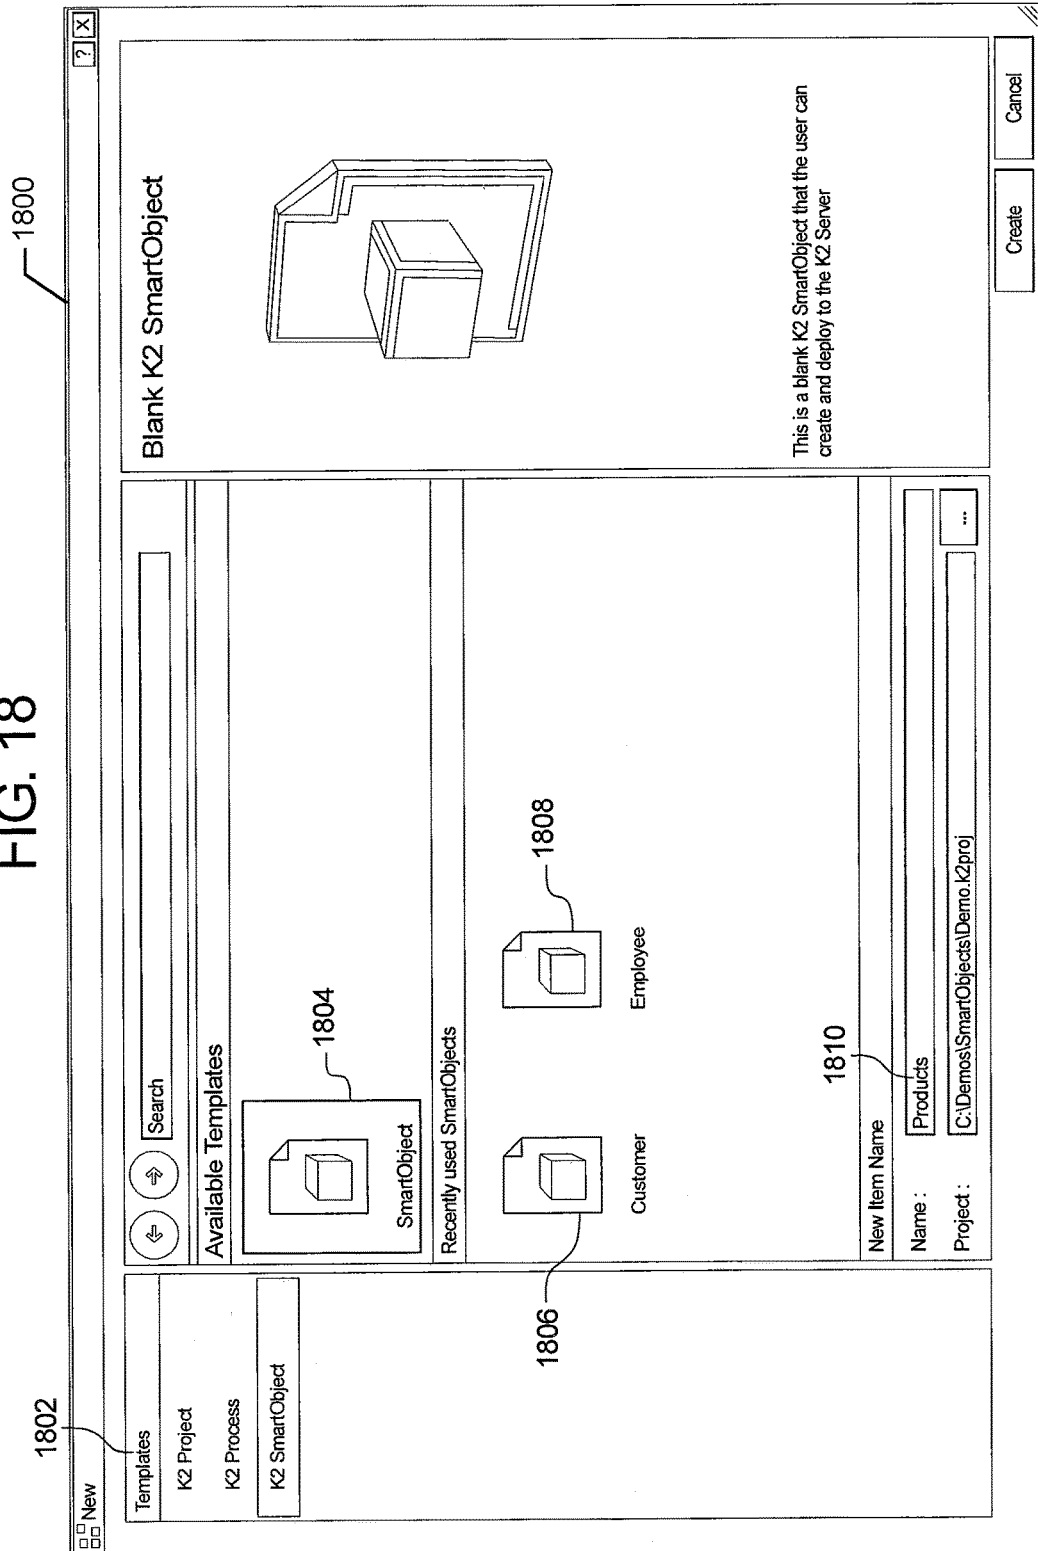 FIG. 18
1800
New
? X
1802
Templates
K2 Project
K2 Process
K2 SmartObject
Search
Available Templates
1804
SmartObject
Recently used SmartObjects
1806
Customer
1808
Employee
1810
New Item Name
Name :
Products
Project :
C:\Demos\SmartObjects\Demo.k2proj
...
Blank K2 SmartObject
This is a blank K2 SmartObject that the user can
create and deploy to the K2 Server
Create
Cancel